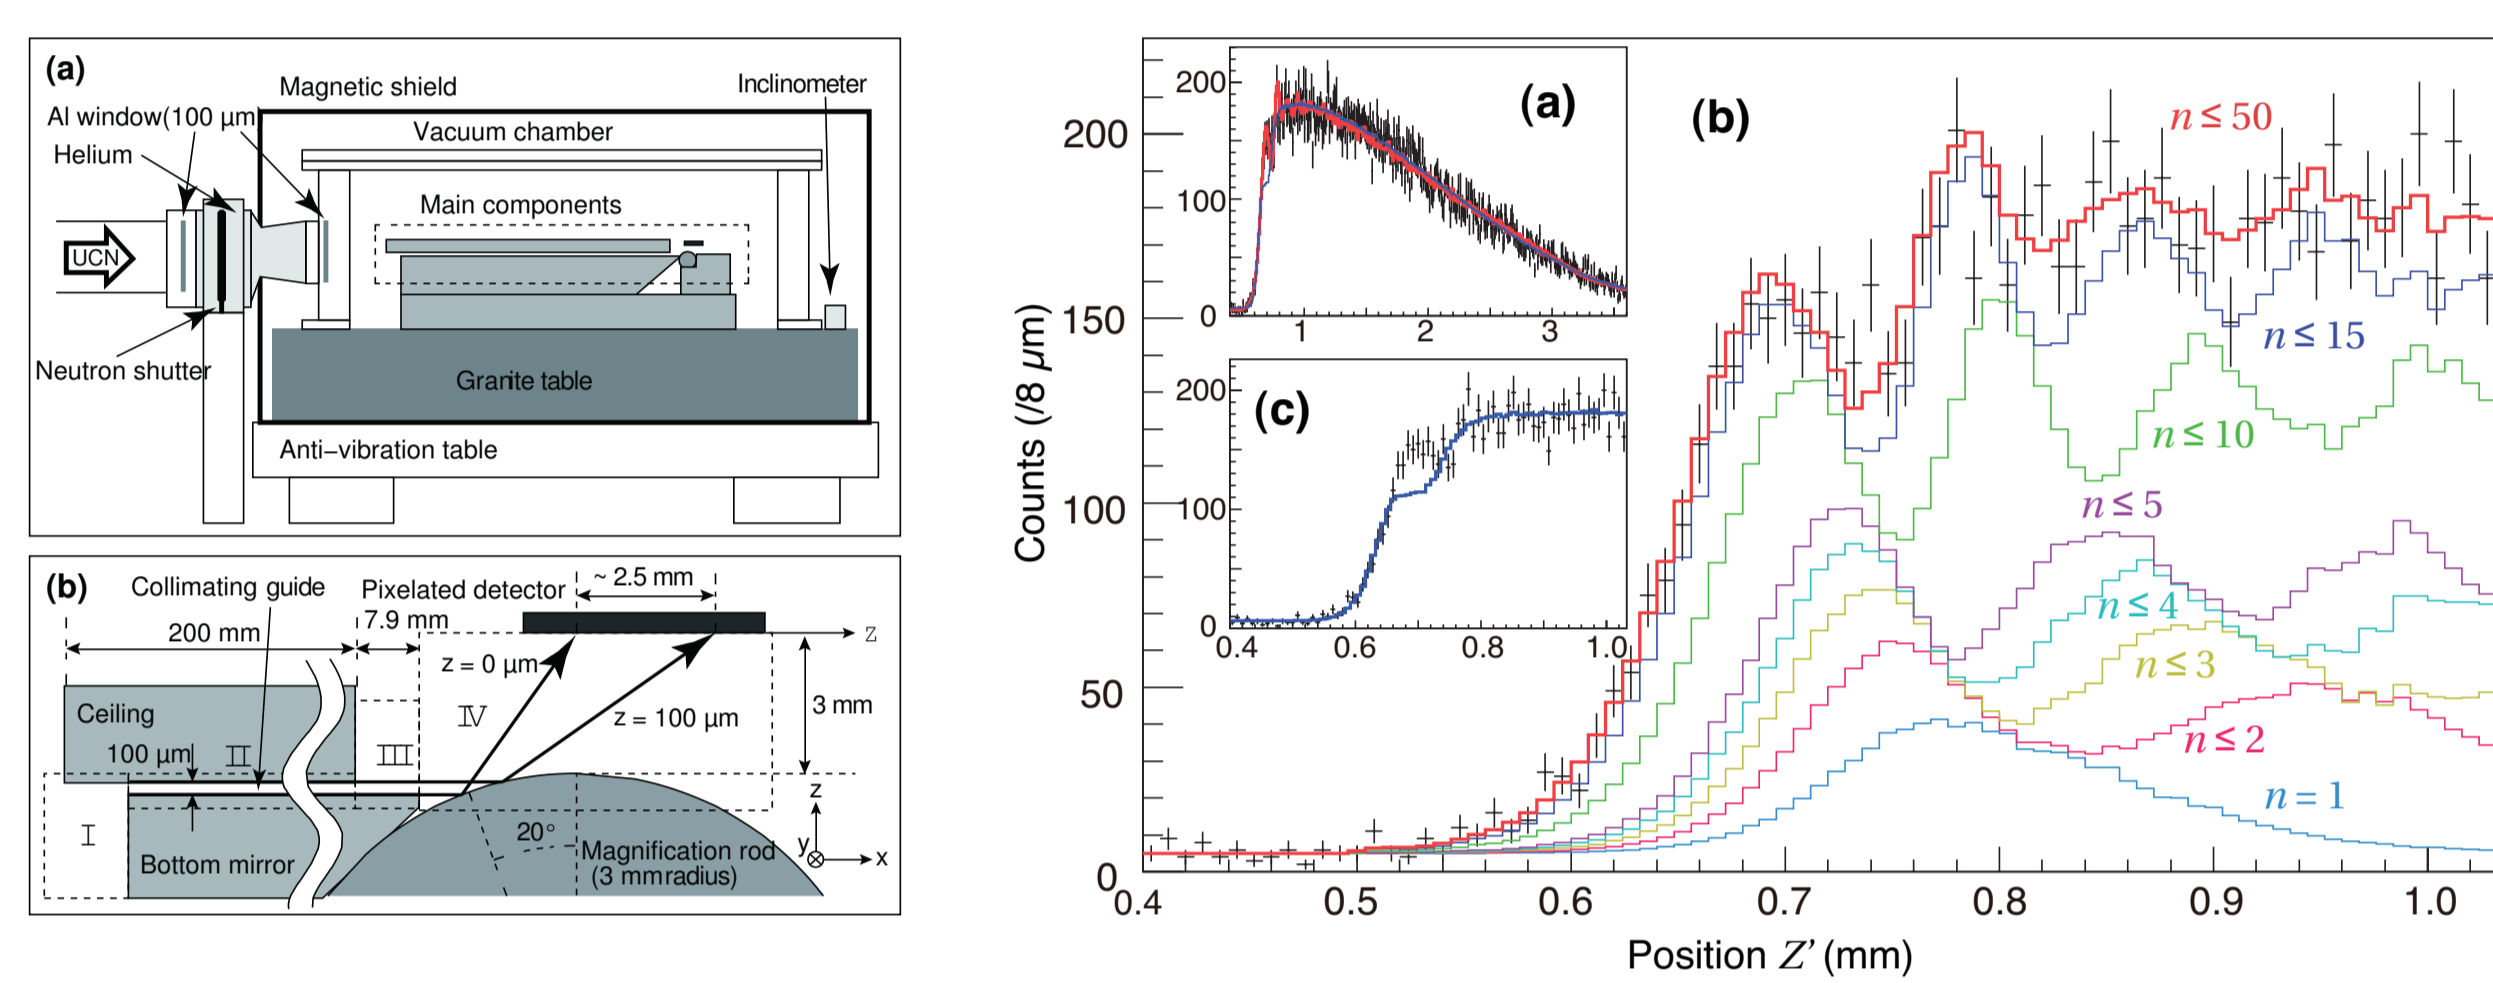 (a)
Magnetic shield
Inclinometer
Al window(100 µm
Vacuum chamber
Helium
Main components
UCN
Neutron shutter
Granite table
Anti−vibration table
(b)
Collimating guide
Pixelated detector
~ 2.5 mm
200 mm
7.9 mm
z
z = 0 µm
Ceiling
IV
z = 100 µm
3 mm
100 µm
II
III
I
z
20°
Bottom mirror
Magnification rod
(3 mmradius)
y
x
Counts (/8 µm)
200
150
100
50
0
0.4
0.5
0.6
0.7
0.8
0.9
1.0
Position Z’ (mm)
(a)
200
100
0
1
2
3
(c)
200
100
0
0.4
0.6
0.8
1.0
(b)
n ≤ 50
n ≤ 15
n ≤ 10
n ≤ 5
n ≤ 4
n ≤ 3
n ≤ 2
n = 1